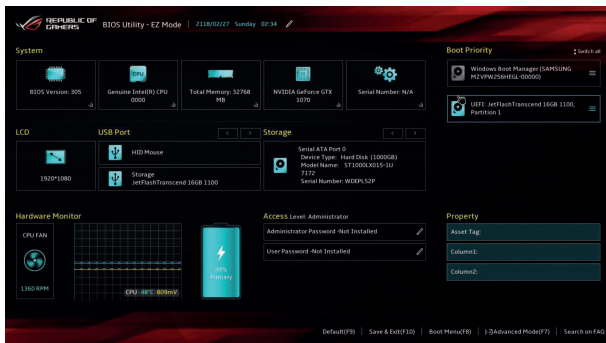 REPUBLIC OF
GAMERS
BIOS Utility - EZ Mode
2118/02/27 Sunday 02:34
System
Boot Priority
Switch all
CPU
BIOS Version: 305
Genuine Intel(R) CPU
0000
Total Memory: 32768
MB
NVIDIA GeForce GTX
1070
Serial Number: N/A
Windows Boot Manager (SAMSUNG
MZVPW256HEGL-00000)
UEFI: JetFlashTranscend 16GB 1100,
Partition 1
LCD
USB Port
Storage
1920*1080
HID Mouse
Storage
JetFlashTranscend 16GB 1100
Serial ATA Port 0
Device Type: Hard Disk (1000GB)
Model Name: ST1000LX015-1U
7172
Serial Number: WDEPLS2P
Hardware Monitor
Access Level: Administrator
Property
CPU FAN
1360 RPM
CPU 48°C 809mV
99%
Primary
Administrator Password -Not Installed
User Password -Not Installed
Asset Tag:
Column1:
Column2:
Default(F9)
Save & Exit(F10)
Boot Menu(F8)
Advanced Mode(F7)
Search on FAQ